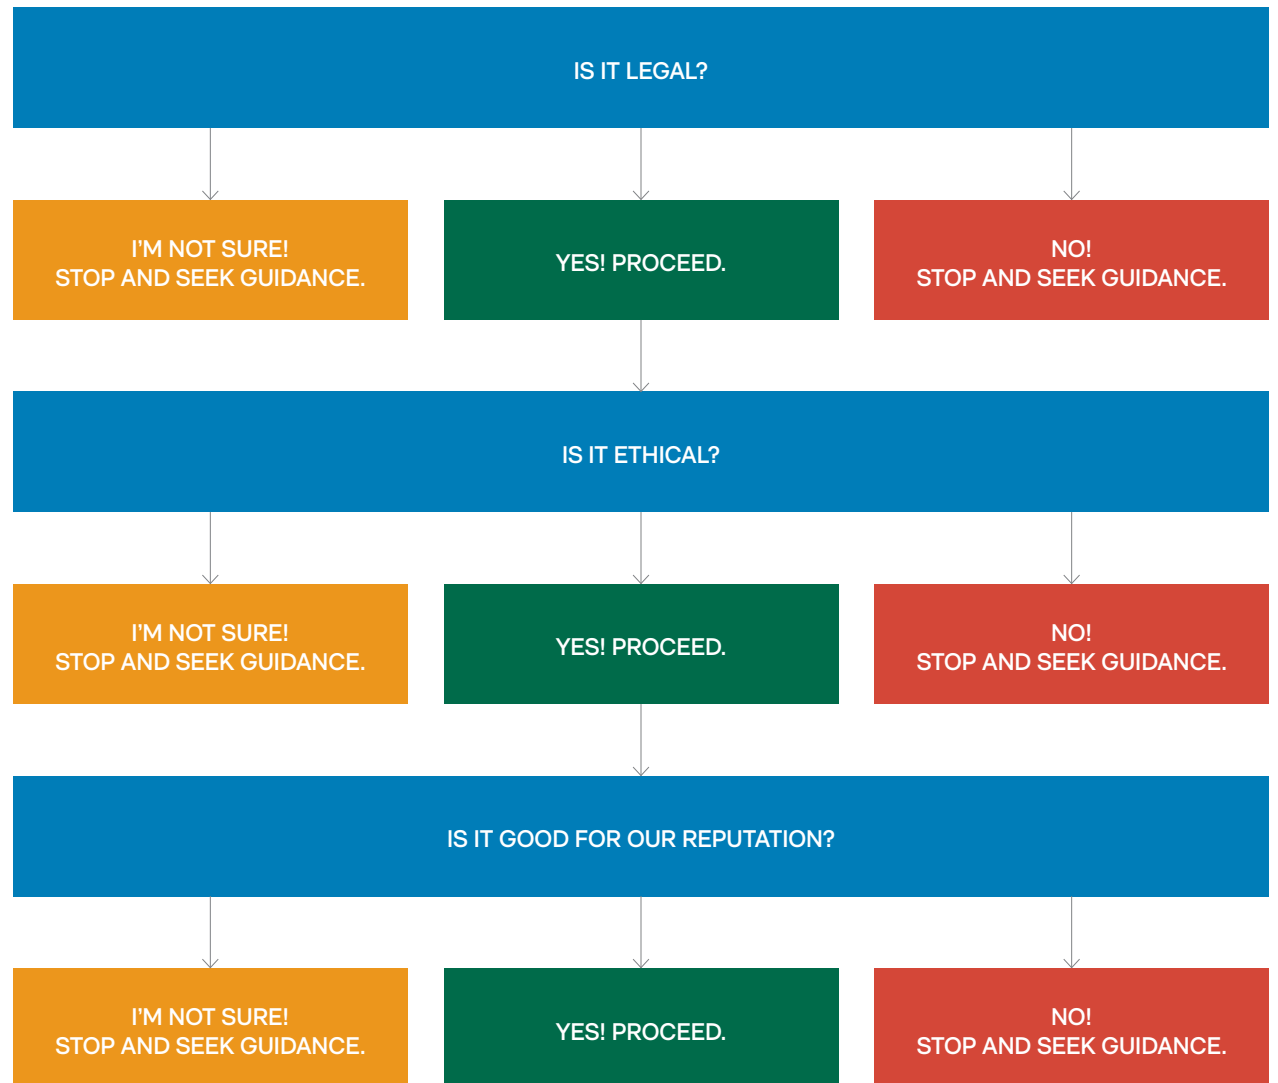 IS IT LEGAL?
I'M NOT SURE!
STOP AND SEEK GUIDANCE.
YES! PROCEED.
NO!
STOP AND SEEK GUIDANCE.
IS IT ETHICAL?
I'M NOT SURE!
STOP AND SEEK GUIDANCE.
YES! PROCEED.
NO!
STOP AND SEEK GUIDANCE.
IS IT GOOD FOR OUR REPUTATION?
I'M NOT SURE!
STOP AND SEEK GUIDANCE.
YES! PROCEED.
NO!
STOP AND SEEK GUIDANCE.